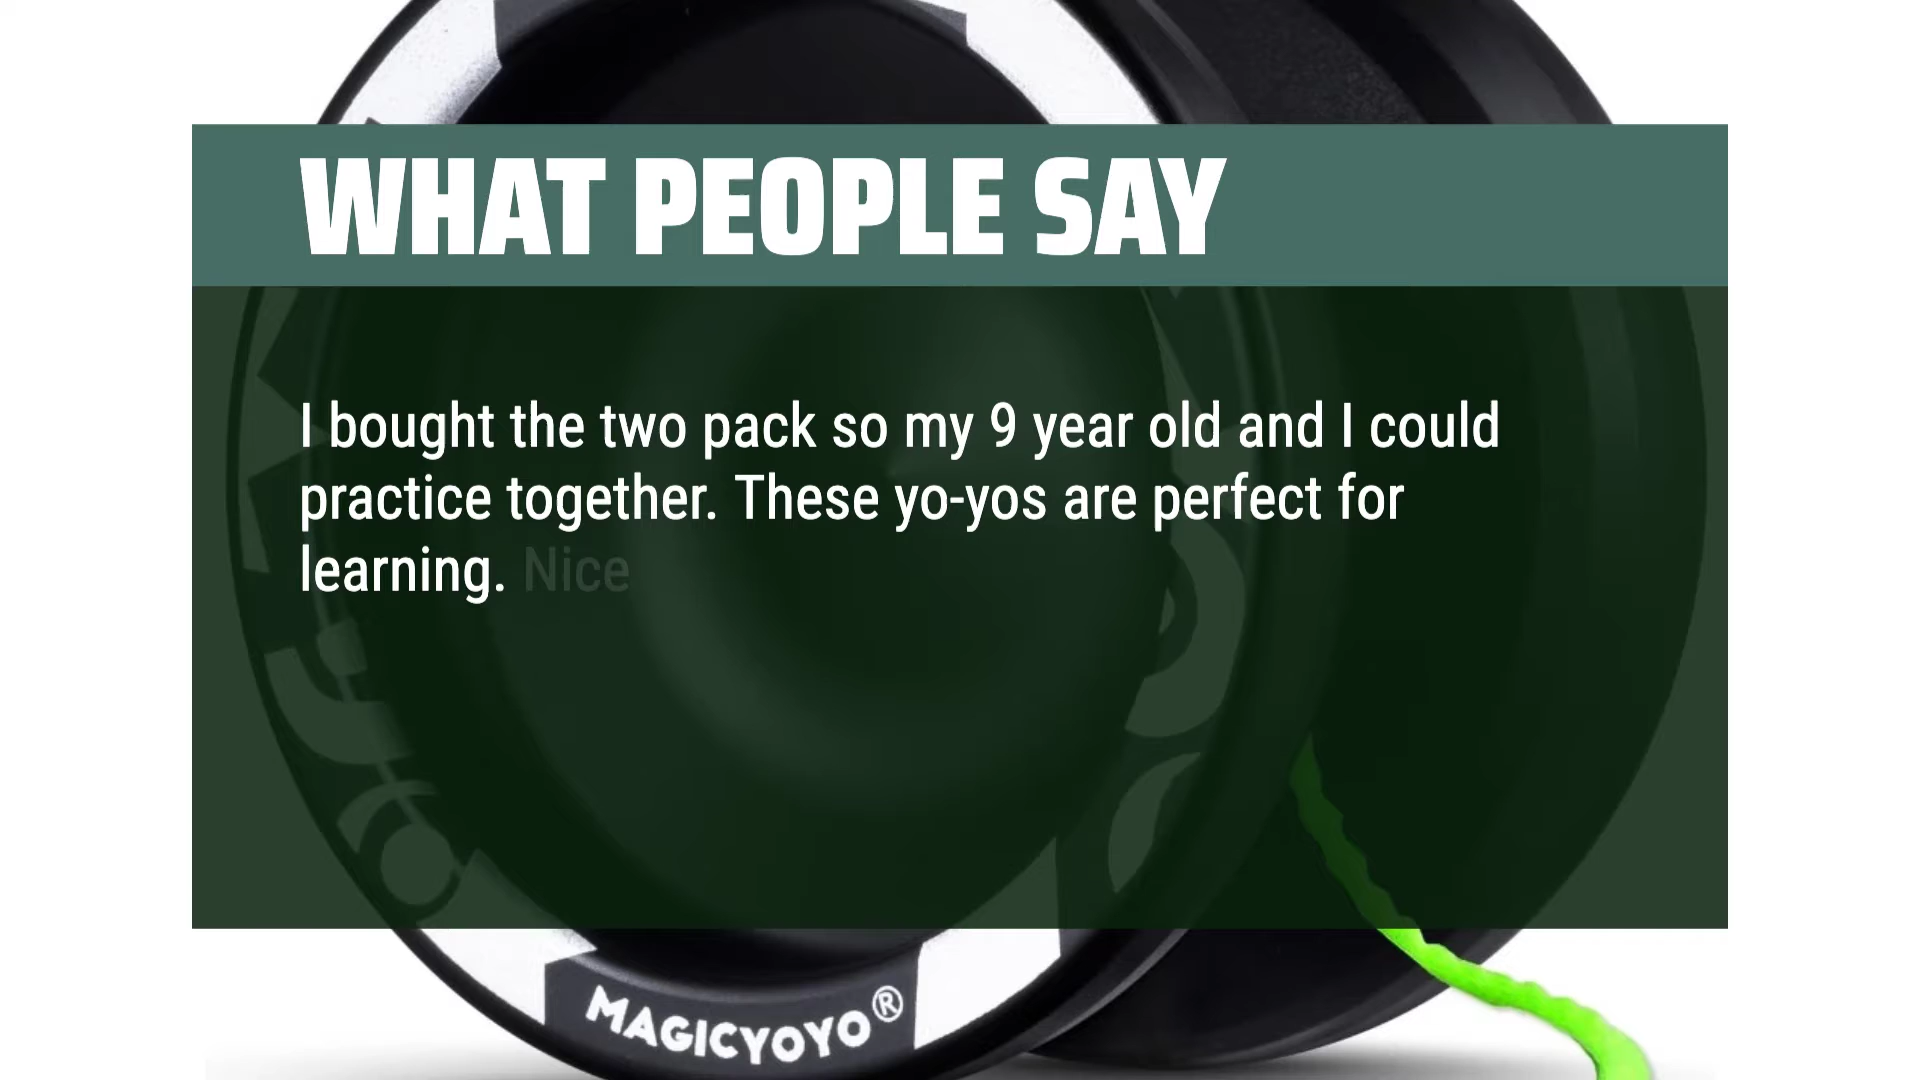 WHAT PEOPLE SAY
I bought the two pack so my 9 year old and I could
practice together. These yo-yos are perfect for
learning. Nice
MAGICYOYO®